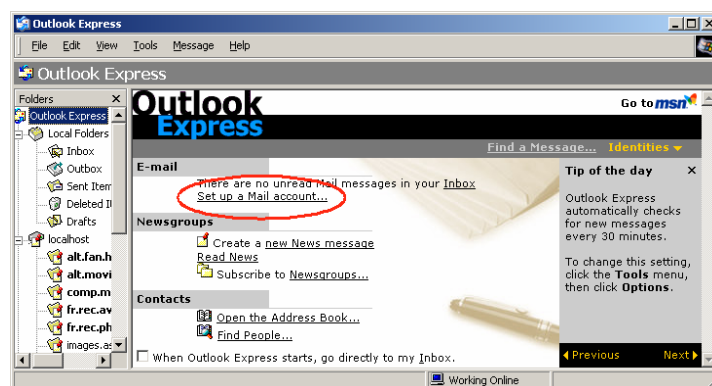 Outlook Express
File Edit View Tools Message Help
Outlook Express
Folders X
Outlook Express
Local Folders
Inbox
Outbox
Sent Item
Deleted I
Drafts
localhost
alt.fan.h
alt.movi
comp.m
fr.rec.av
fr.rec.ph
images.as
Outlook
Express
Go to msn
Find a Message... Identities
E-mail
There are no unread Mail messages in your Inbox
Set up a Mail account...
Newsgroups
Create a new News message
Read News
Subscribe to Newsgroups...
Contacts
Open the Address Book...
Find People...
When Outlook Express starts, go directly to my Inbox.
Tip of the day X
Outlook Express
automatically checks
for new messages
every 30 minutes.
To change this setting,
click the Tools menu,
then click Options.
Previous Next
Working Online